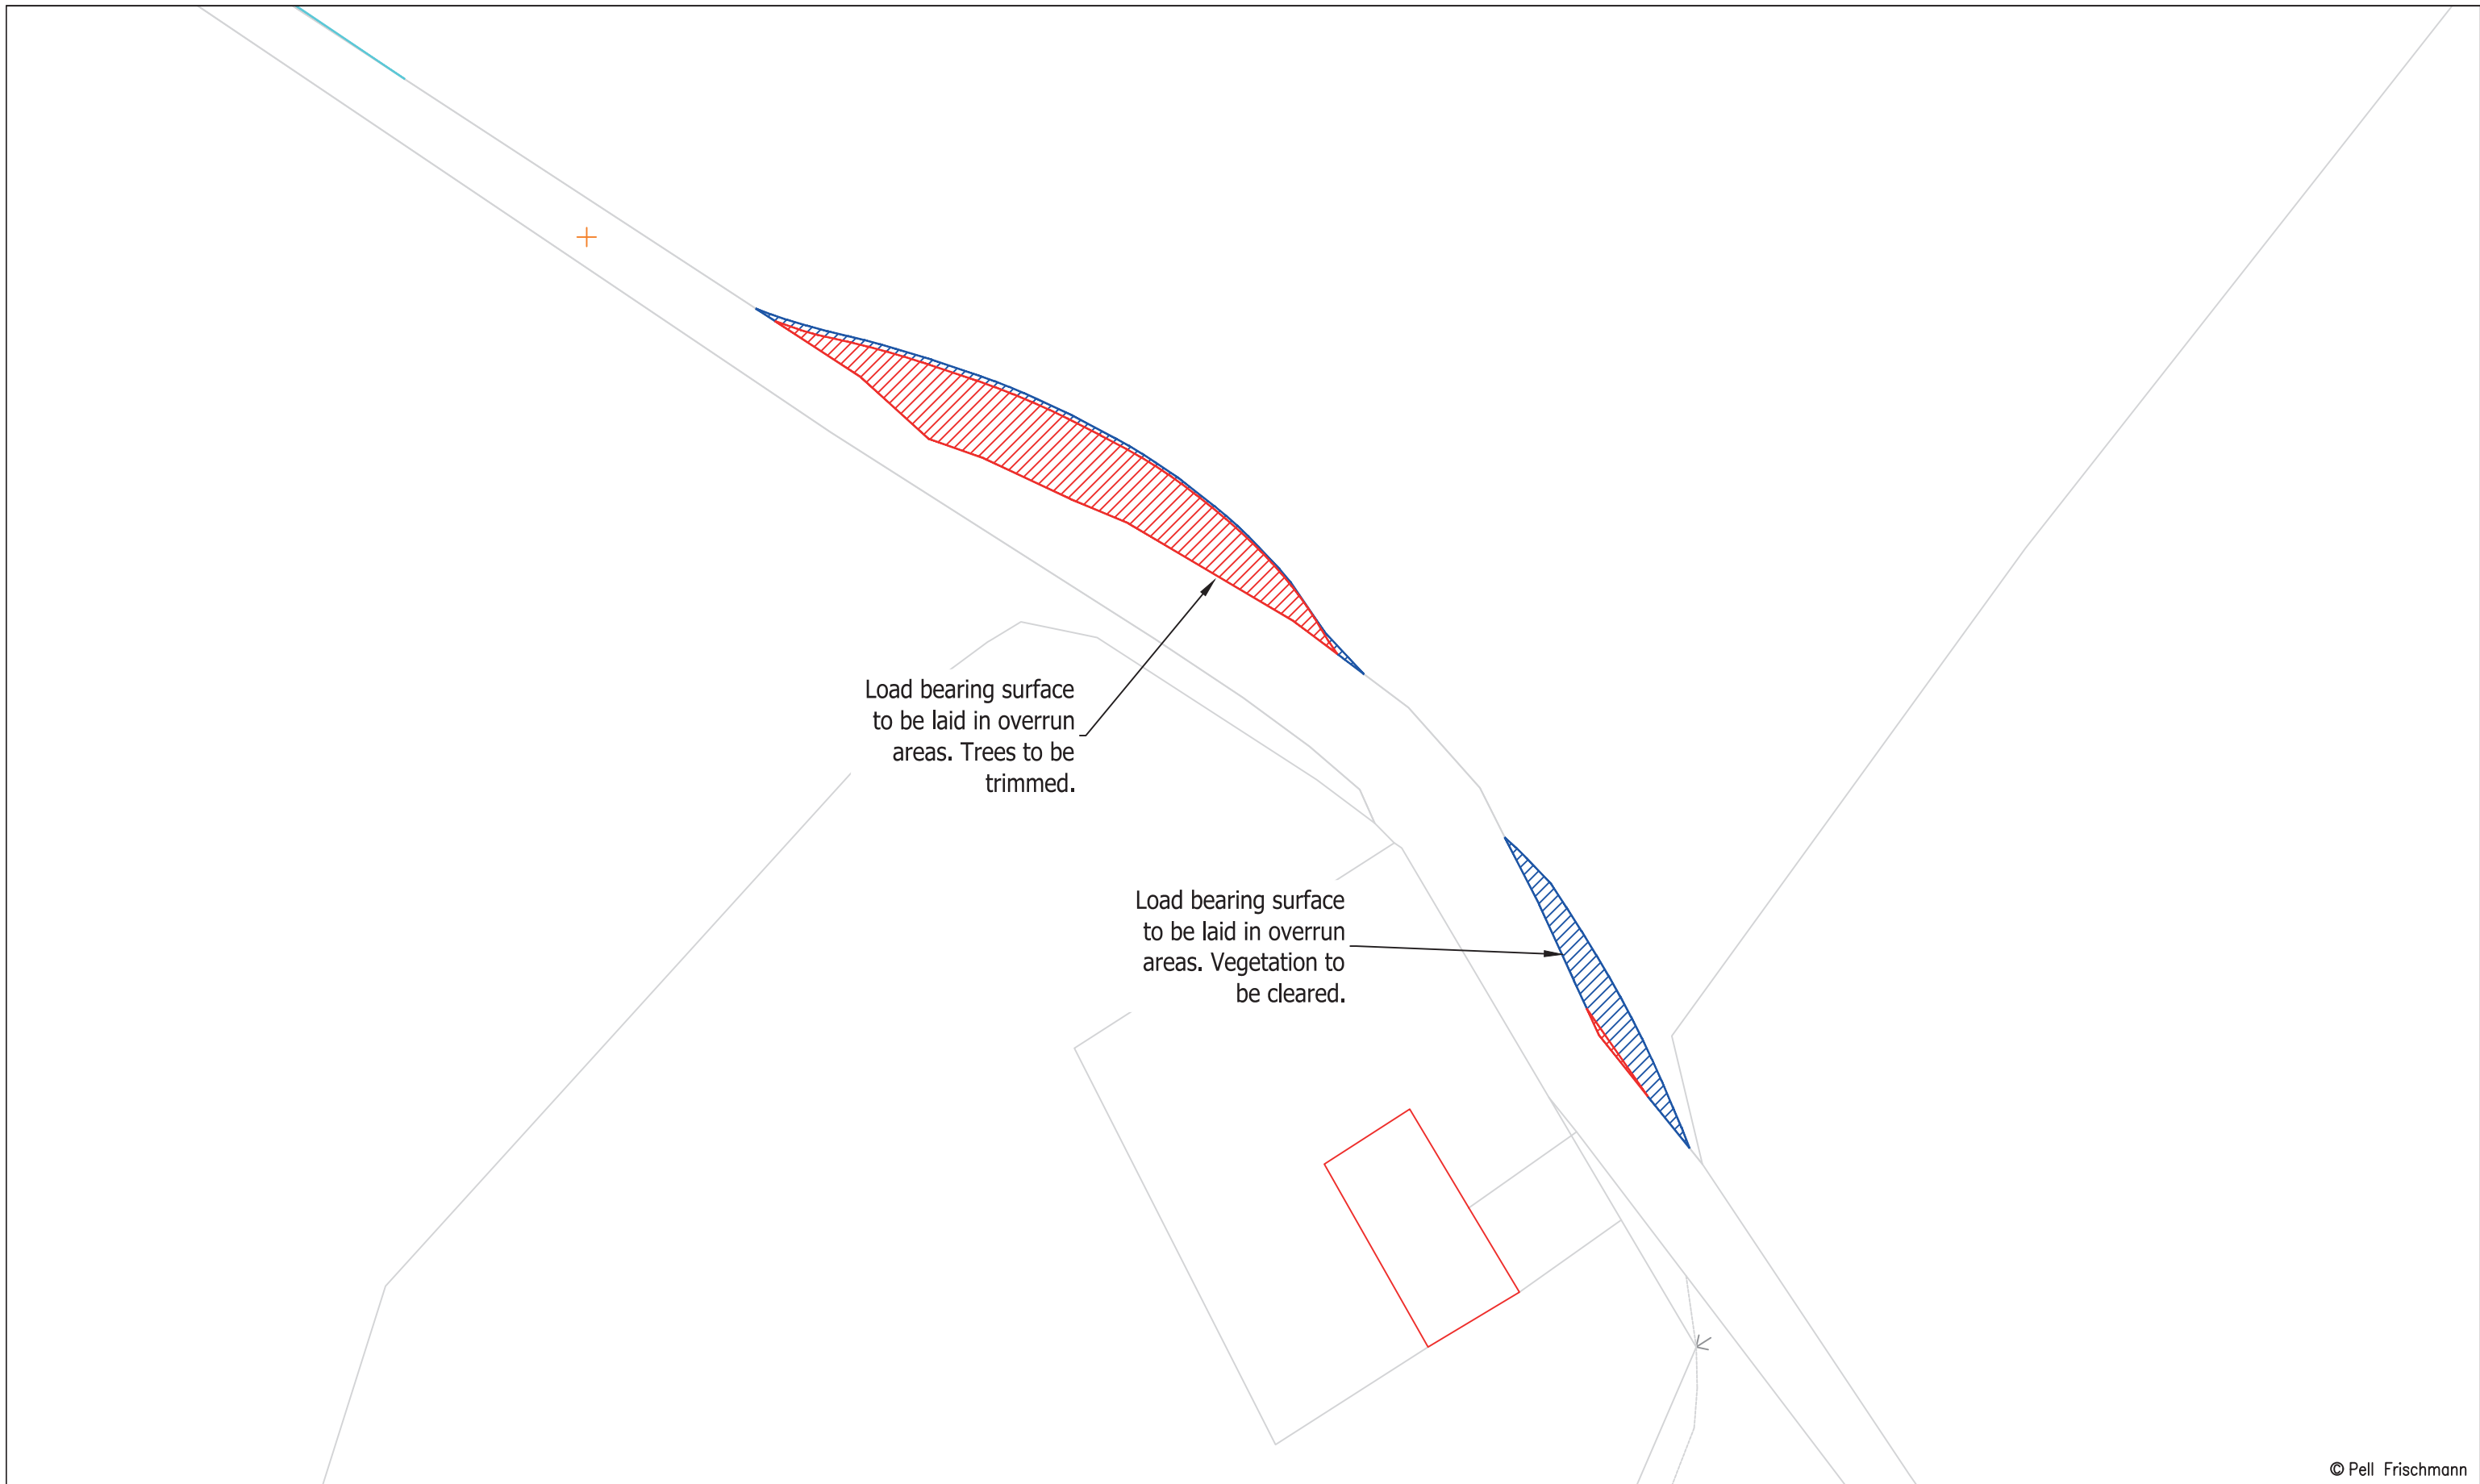 Load bearing surface
to be laid in overrun
areas. Trees to be
trimmed.
Load bearing surface
to be laid in overrun
areas. Vegetation to
be cleared.
© Pell Frischmann